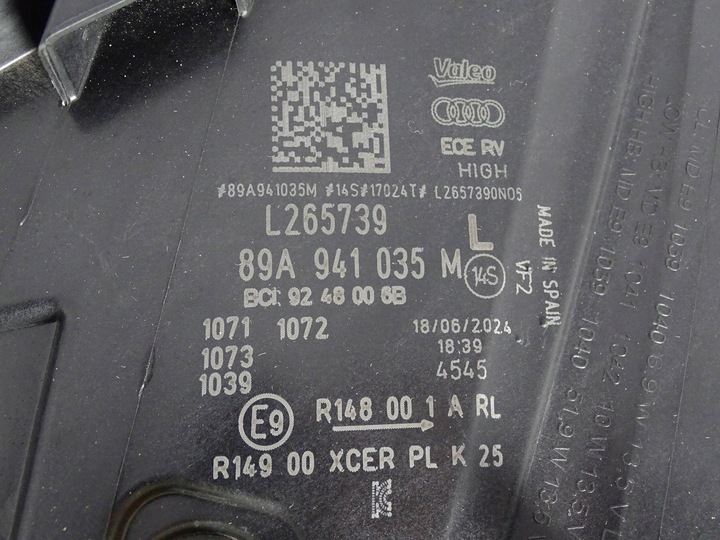 Valeo
ECE RV
HIGH
#89A941035M #14S#17024T# L2657390N05
L265739
L
89A 941 035 M
14S
BCI: 92 48 00 6B
MADE IN SPAIN
VF2
1071 1072
1073
1039
18/06/2024
18:39
4545
E9
R148 00 1 A RL
R149 00 XCER PL K 25